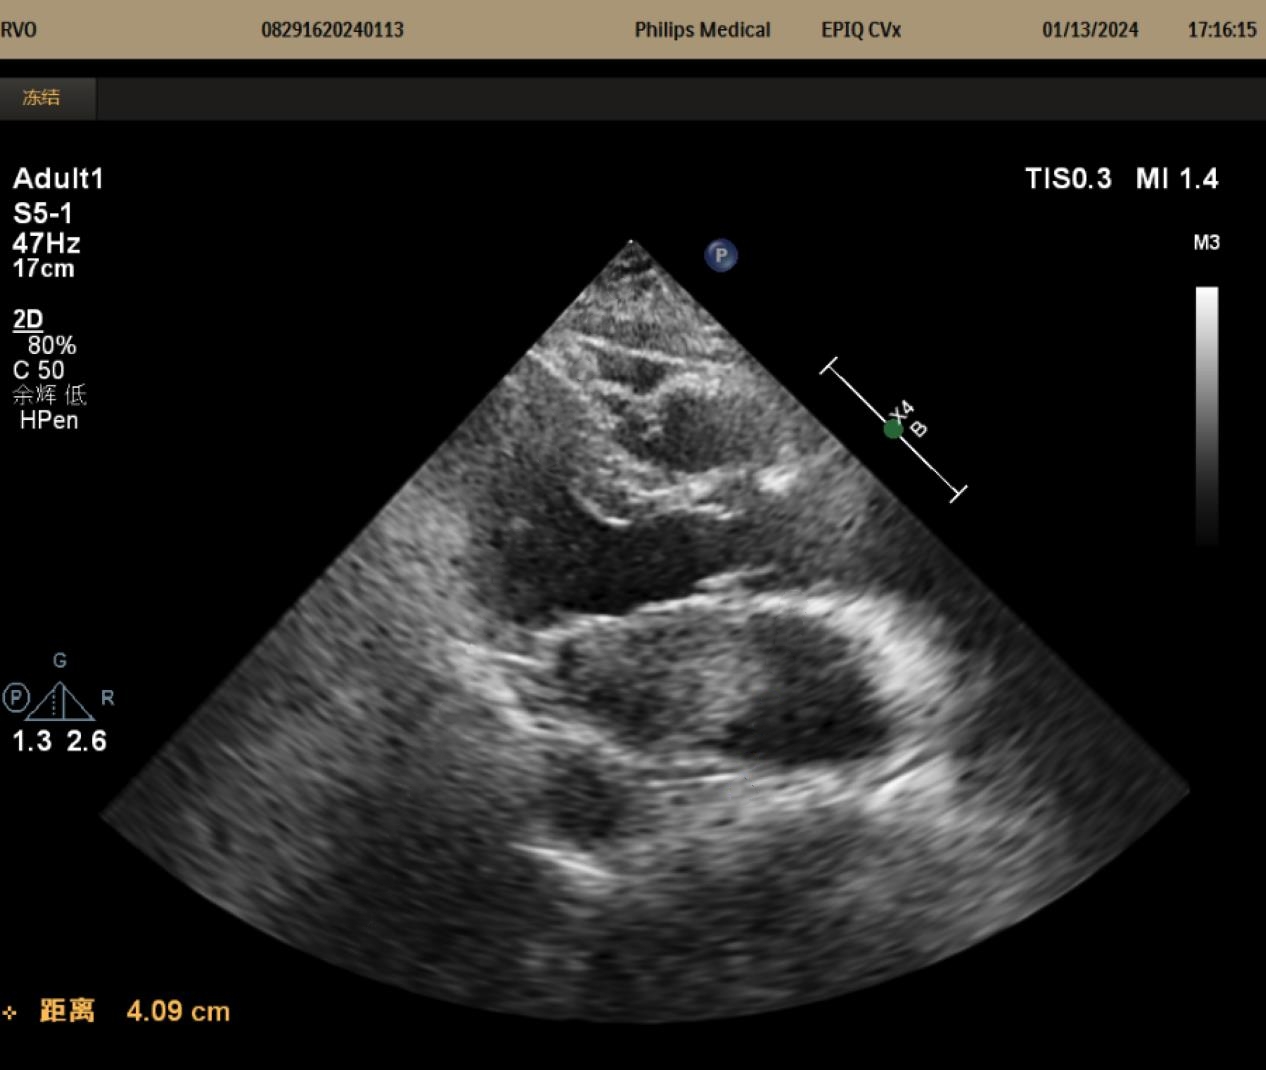 RVO 0829162024​0113 Philips Medical EPIQ CVx 01/13/2024 17:16:15
冻结
TIS0.3 MI 1.4
M3
Adult1
S5-1
47Hz
17cm
2D
80%
C 50
余辉 低
HPen
P
X4
B
G
P R
1.3 2.6
距离 4.09 cm